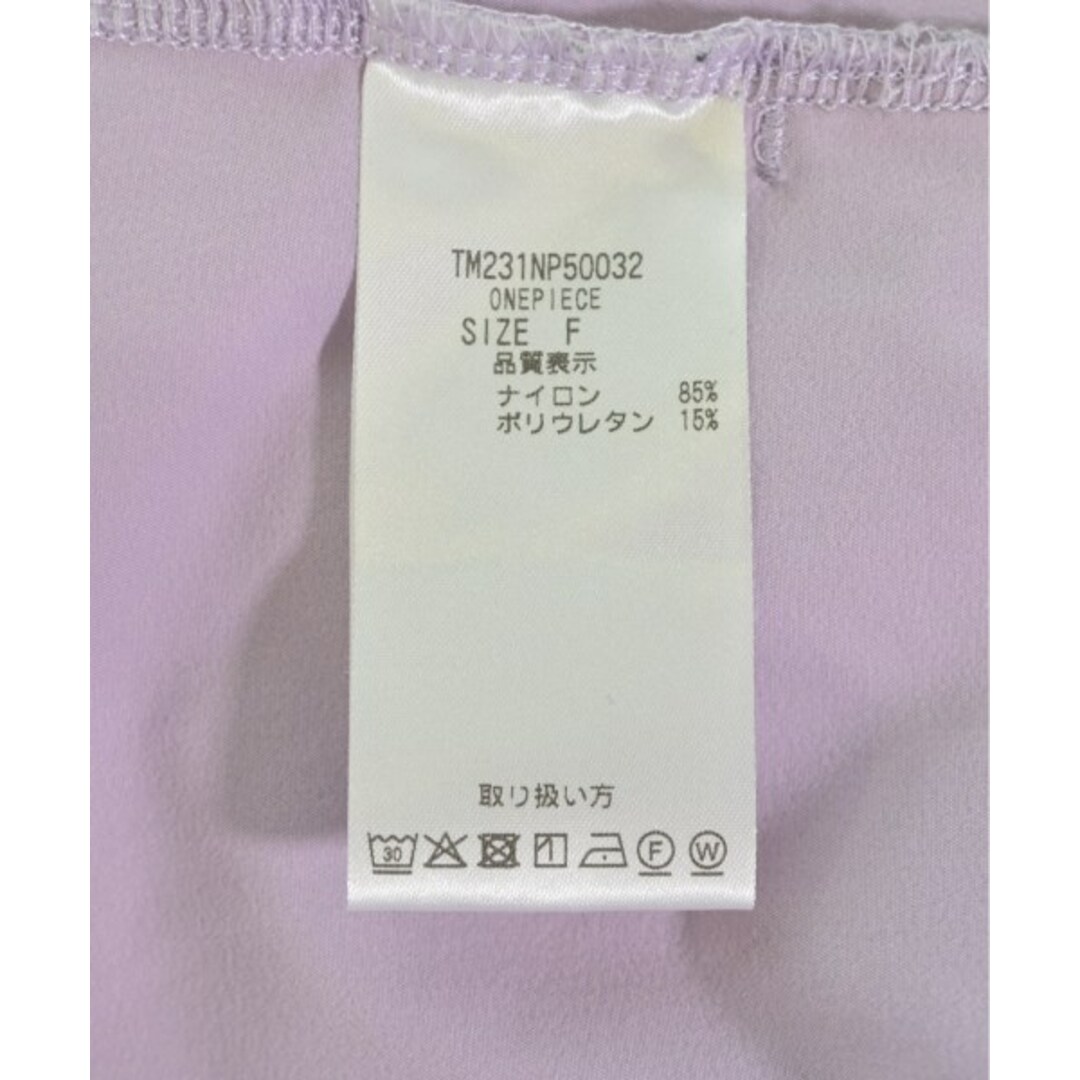 TM231NP50032
ONEPIECE
SIZE F
品質表示
ナイロン 85%
ポリウレタン 15%
取り扱い方
30 F W